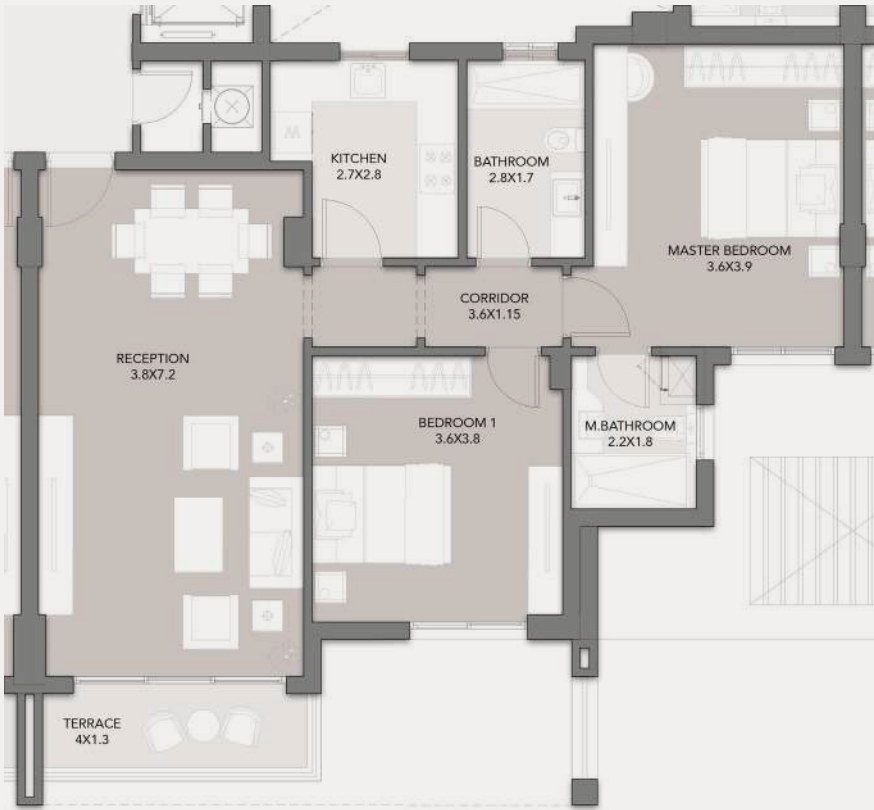 KITCHEN
2.7X2.8
BATHROOM
2.8X1.7
MASTER BEDROOM
3.6X3.9
CORRIDOR
3.6X1.15
RECEPTION
3.8X7.2
BEDROOM 1
3.6X3.8
M.BATHROOM
2.2X1.8
TERRACE
4X1.3
M